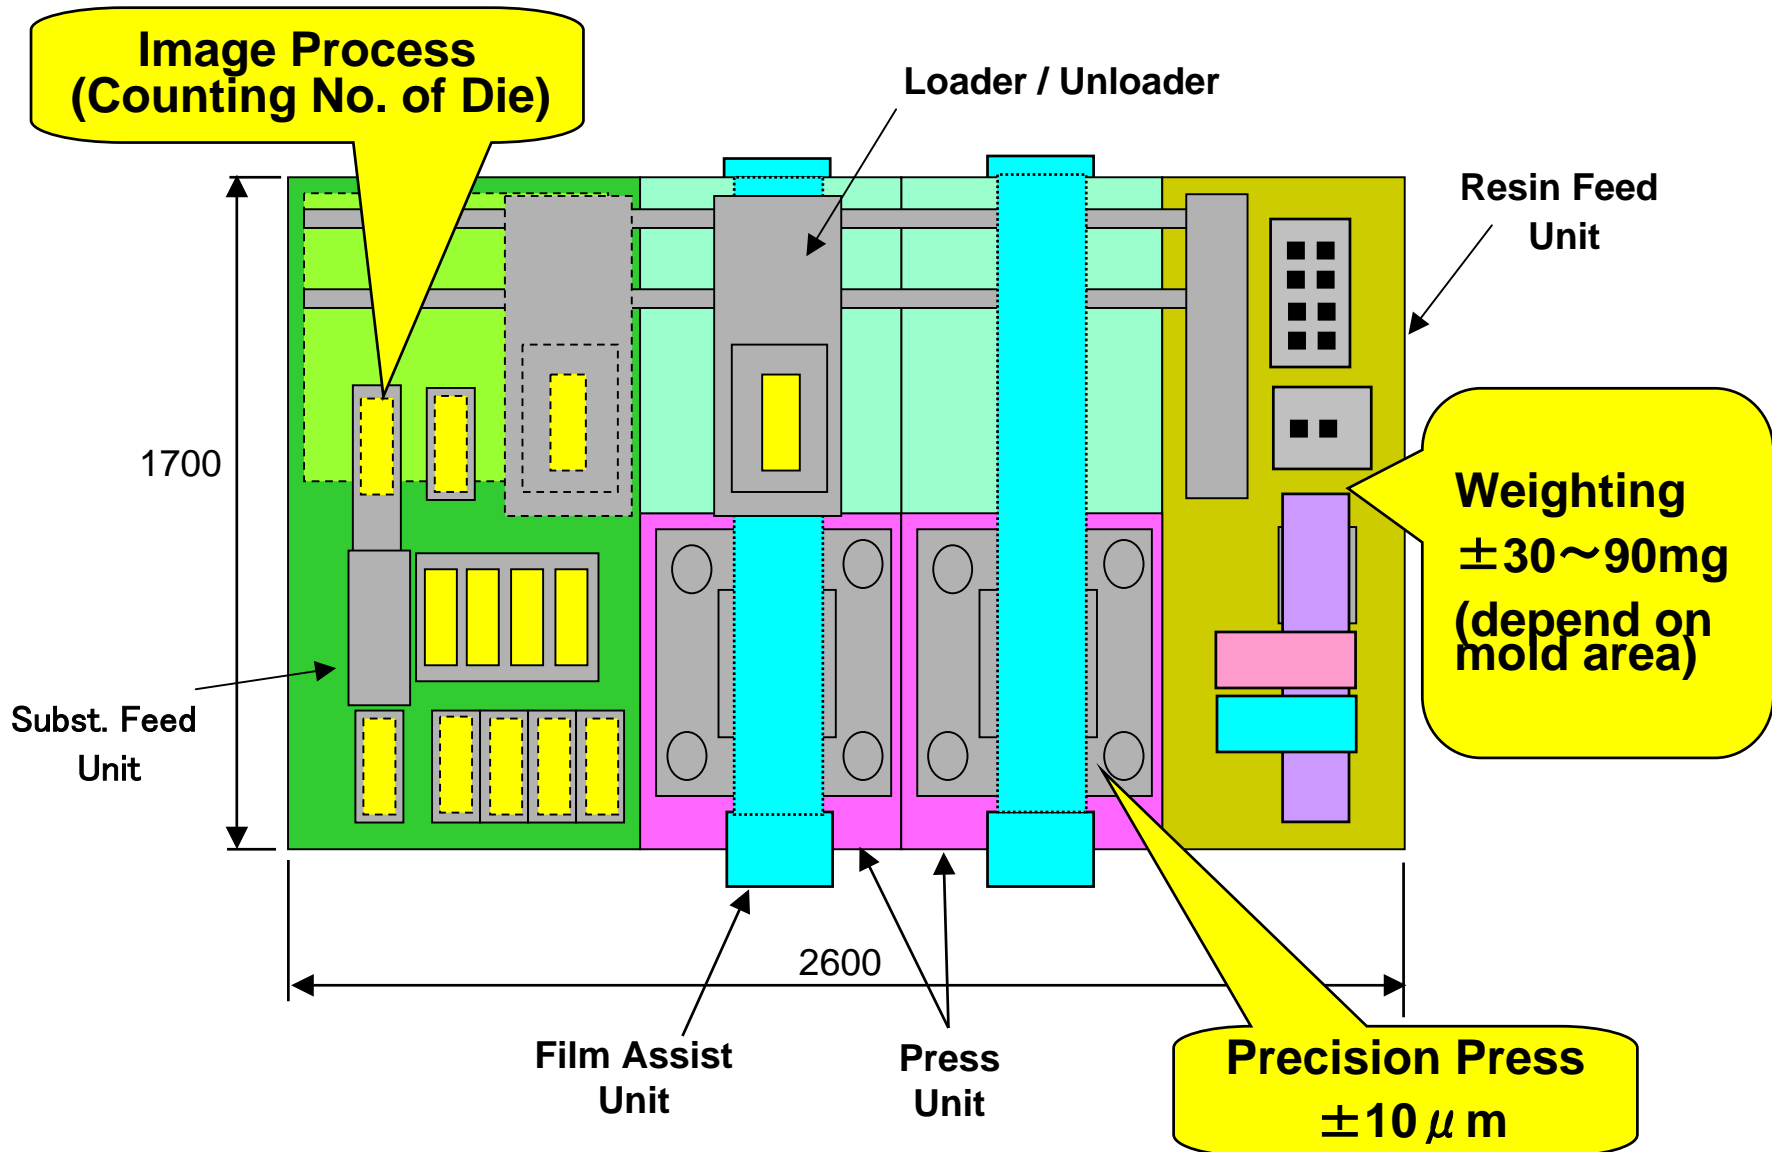 Image Process
(Counting No. of Die)
Loader / Unloader
Resin Feed
Unit
1700
Weighting
±30～90mg
(depend on
mold area)
Subst. Feed
Unit
2600
Film Assist
Unit
Press
Unit
Precision Press
±10μm